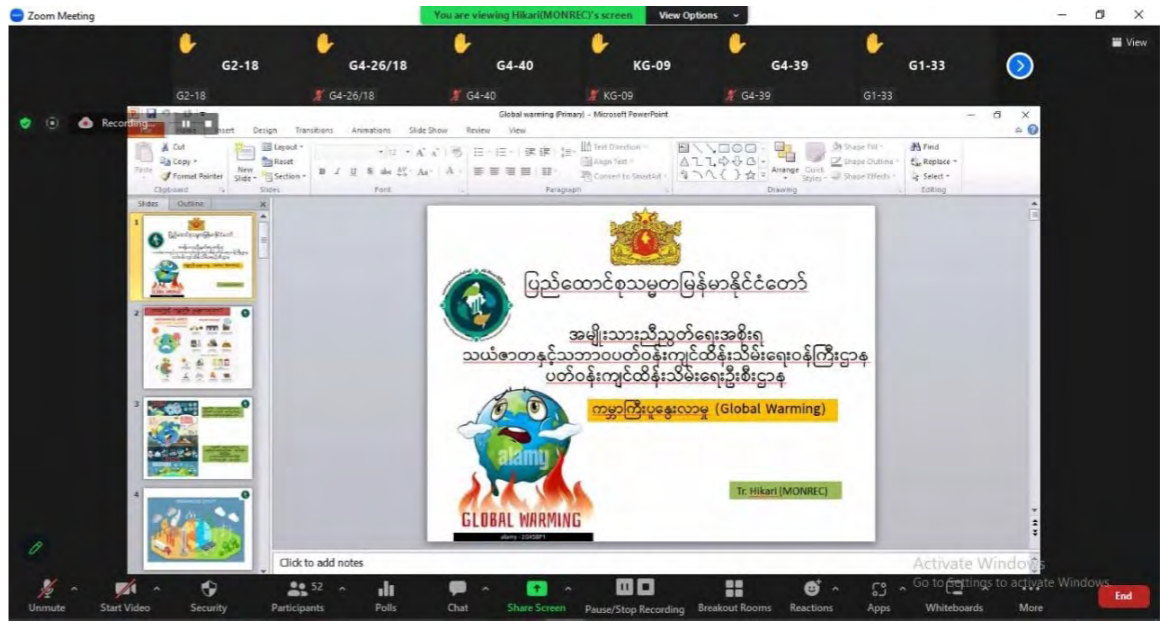 Zoom Meeting
You are viewing Hikari(MONREC)'s screen
View Options
View
G2-18
G4-26/18
G4-40
KG-09
G4-39
G1-33
G2-18
G4-26/18
G4-40
KG-09
G4-39
G1-33
Recording...
Global warming (Primary) - Microsoft PowerPoint
Insert Design Transitions Animations Slide Show Review View
Cut
Copy
Format Painter
Paste
Clipboard
New Slide
Layout
Reset
Section
Slides
Font
Text Direction
Align Text
Convert to SmartArt
Paragraph
Arrange
Quick Styles
Shape Fill
Shape Outline
Shape Effects
Drawing
Find
Replace
Select
Editing
Slides Outline
1
2
3
4
ပြည်ထောင်စုသမ္မတမြန်မာနိုင်ငံတော်
အမျိုးသားညီညွတ်ရေးအစိုးရ
သယံဇာတနှင့်သဘာဝပတ်ဝန်းကျင်ထိန်းသိမ်းရေးဝန်ကြီးဌာန
ပတ်ဝန်းကျင်ထိန်းသိမ်းရေးဦးစီးဌာန
ကမ္ဘာကြီးပူနွေးလာမှု (Global Warming)
alamy
Tr. Hikari (MONREC)
GLOBAL WARMING
Click to add notes
Activate Windows
Go to Settings to activate Windows.
Unmute
Start Video
Security
Participants
52
Polls
Chat
Share Screen
Pause/Stop Recording
Breakout Rooms
Reactions
Apps
Whiteboards
More
End